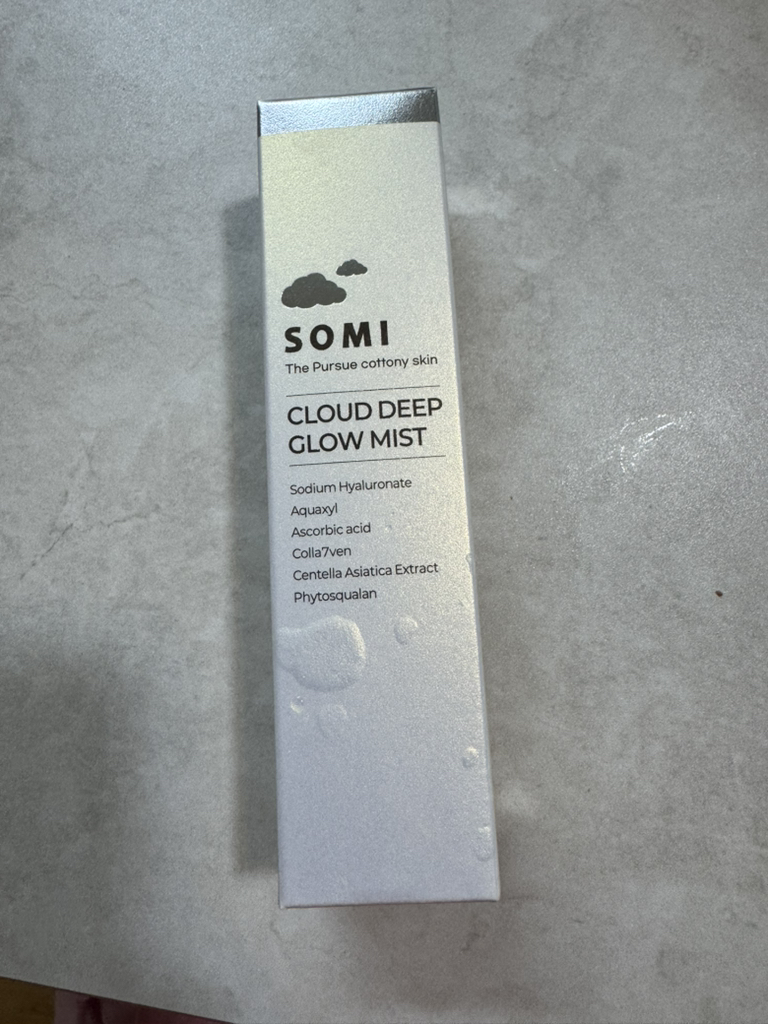 SOMI
The Pursue cottony skin
CLOUD DEEP
GLOW MIST
Sodium Hyaluronate
Aquaxyl
Ascorbic acid
Colla7ven
Centella Asiatica Extract
Phytosqualan